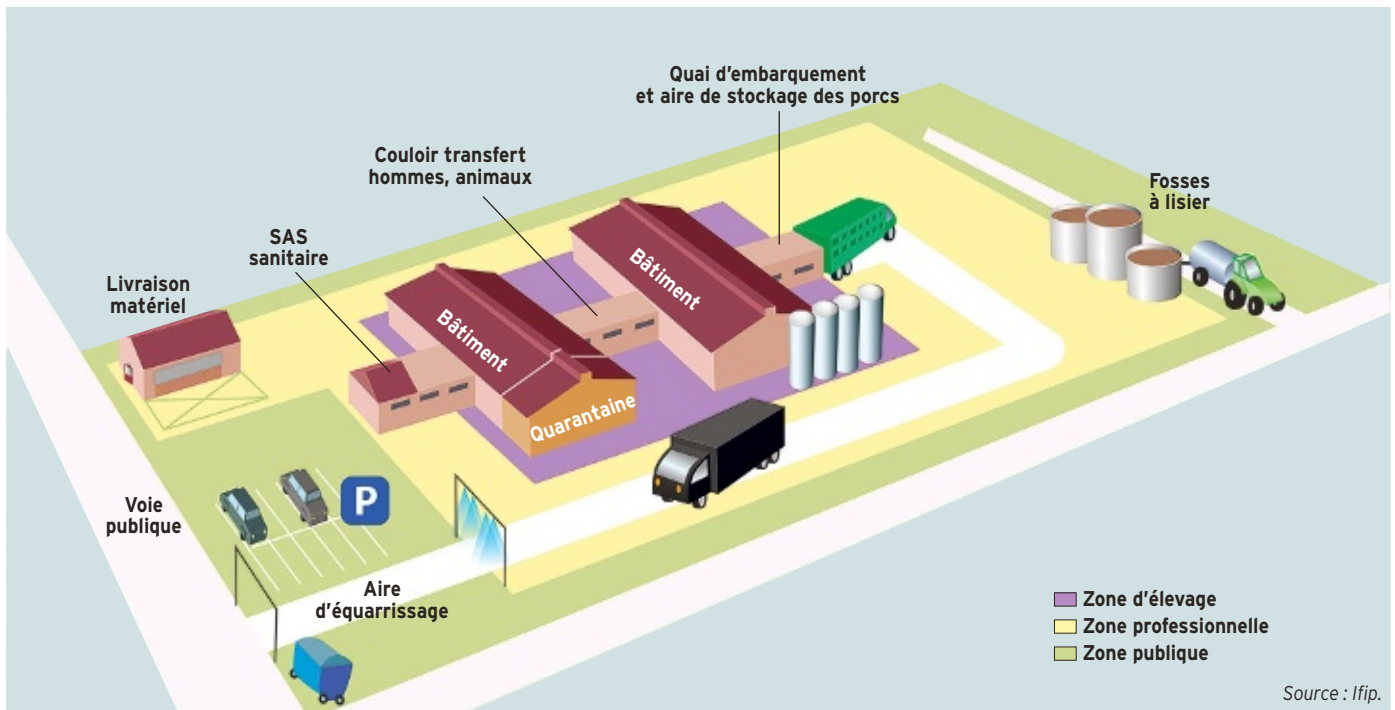 Quai d'embarquement
et aire de stockage des porcs
Couloir transfert
hommes, animaux
Fosses
à lisier
SAS
sanitaire
Livraison
matériel
Bâtiment
Bâtiment
Quarantaine
Voie
publique
P
Aire
d'équarrissage
Zone d'élevage
Zone professionnelle
Zone publique
Source : Ifip.